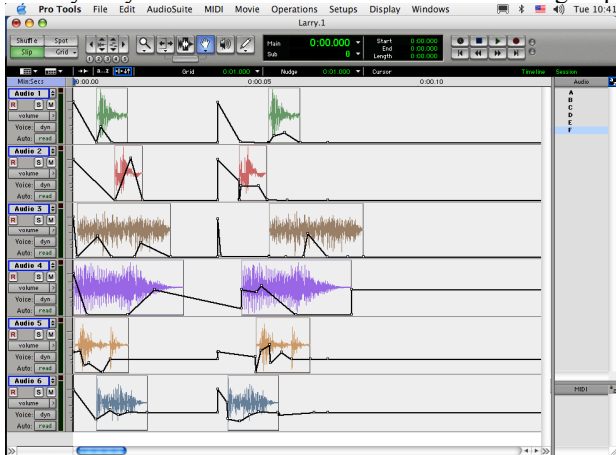 Pro Tools File Edit AudioSuite MIDI Movie Operations Setups Display Windows Tue 10:41
Larry.1
Shuffle Spot
Slip Grid
Main 0:00.000
Sub 0
Start 0:00.000
End 0:00.000
Length 0:00.000
Grid 0:01.000 Nudge 0:01.000 Cursor Timeline Session
Min:Secs 0:00.00 0:00.05 0:00.10 Audio
Audio 1
R S M
volume
Voice: dyn
Auto: read
Audio 2
R S M
volume
Voice: dyn
Auto: read
Audio 3
R S M
volume
Voice: dyn
Auto: read
Audio 4
R S M
volume
Voice: dyn
Auto: read
Audio 5
R S M
volume
Voice: dyn
Auto: read
Audio 6
R S M
volume
Voice: dyn
Auto: read
A
B
C
D
E
F
MIDI